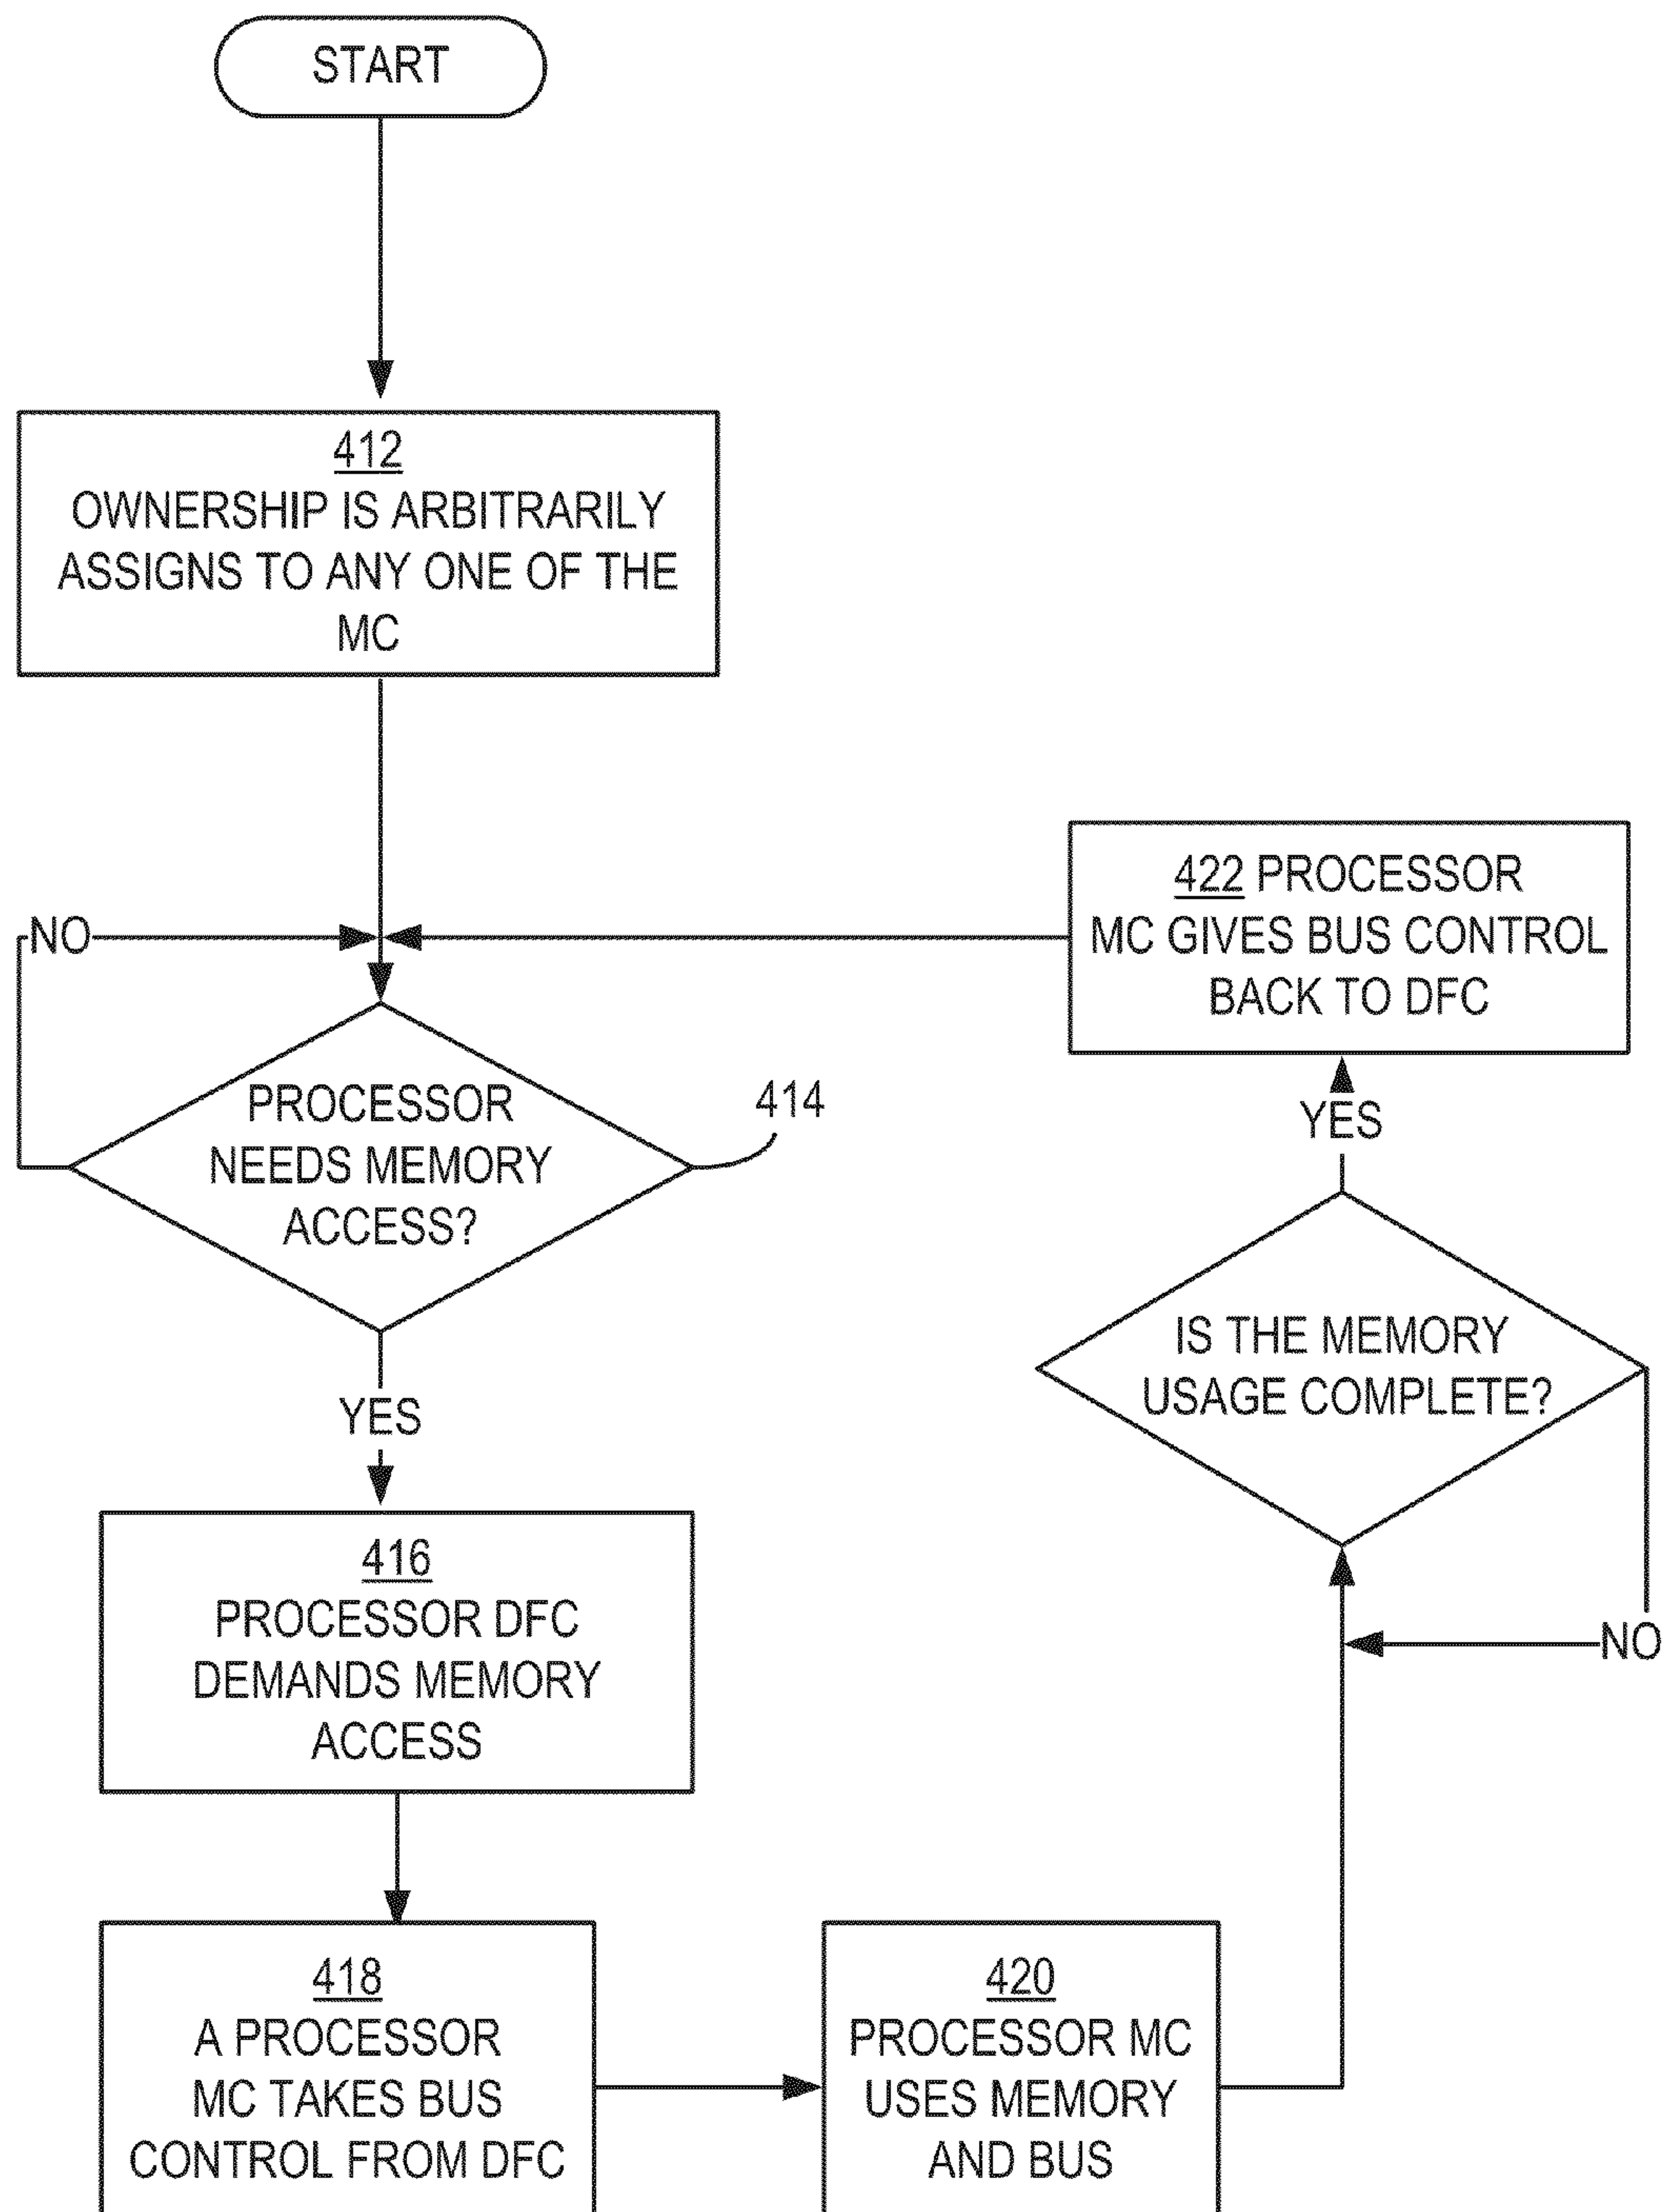 START
412
OWNERSHIP IS ARBITRARILY
ASSIGNS TO ANY ONE OF THE
MC
NO
PROCESSOR
NEEDS MEMORY
ACCESS?
414
YES
416
PROCESSOR DFC
DEMANDS MEMORY
ACCESS
418
A PROCESSOR
MC TAKES BUS
CONTROL FROM DFC
420
PROCESSOR MC
USES MEMORY
AND BUS
IS THE MEMORY
USAGE COMPLETE?
NO
YES
422 PROCESSOR
MC GIVES BUS CONTROL
BACK TO DFC